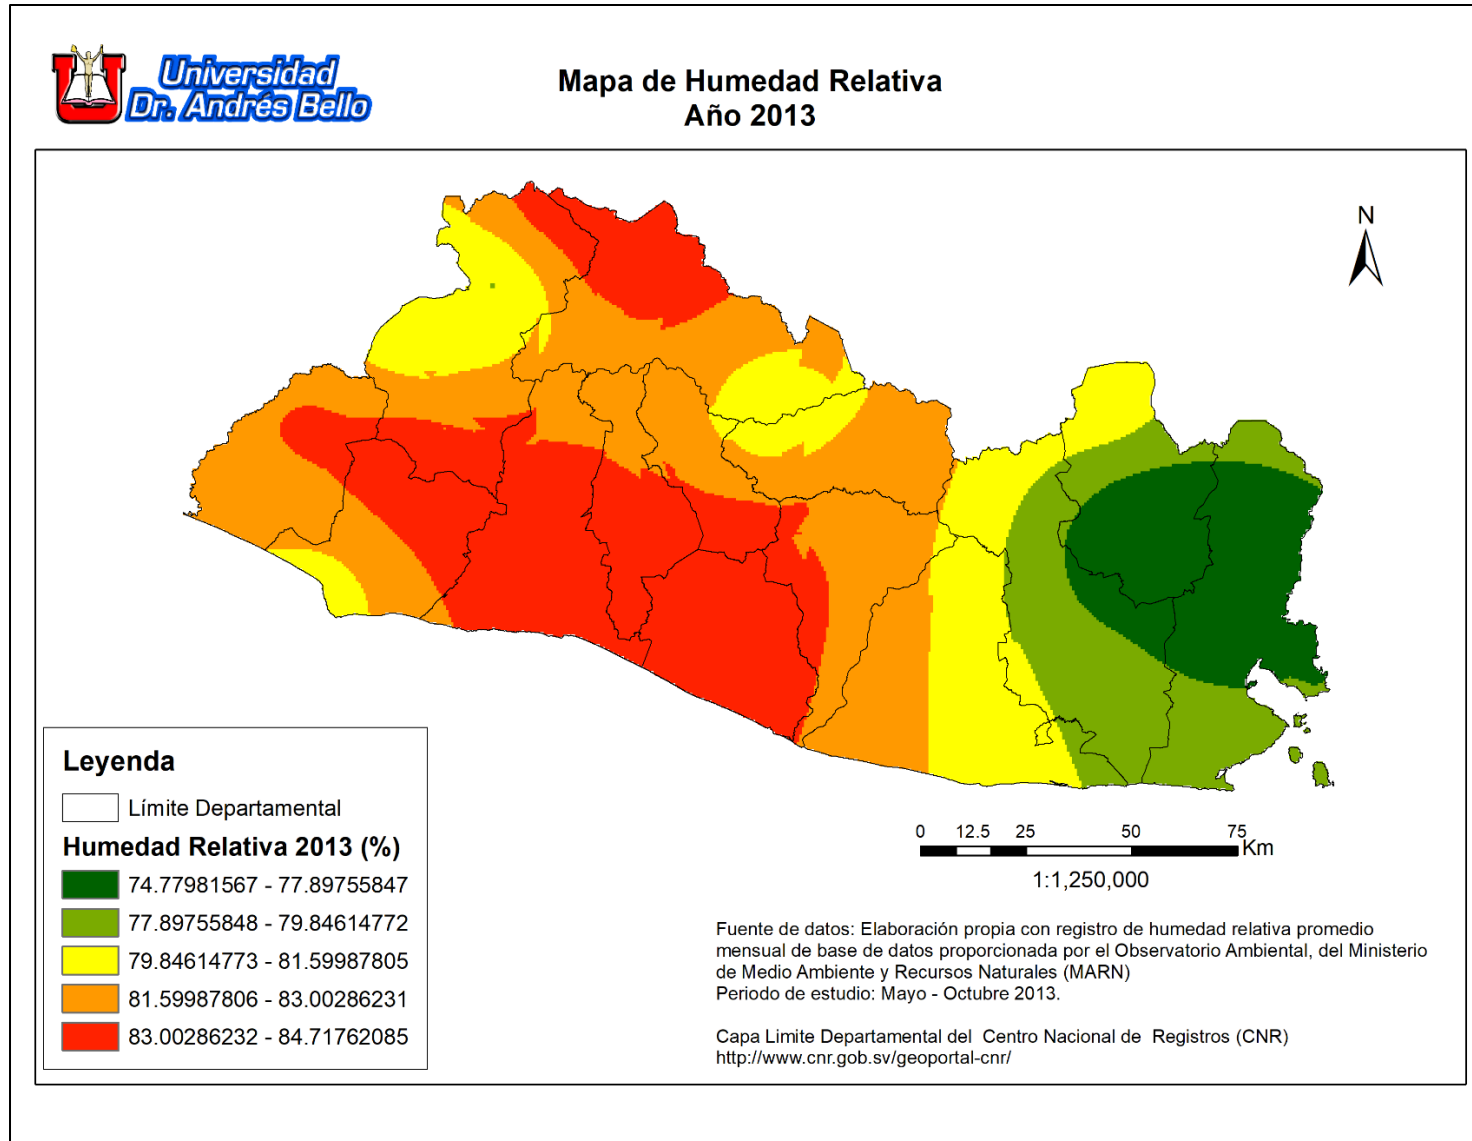 Universidad
Dr. Andrés Bello
Mapa de Humedad Relativa
Año 2013
N
Leyenda
Límite Departamental
Humedad Relativa 2013 (%)
74.77981567 - 77.89755847
77.89755848 - 79.84614772
79.84614773 - 81.59987805
81.59987806 - 83.00286231
83.00286232 - 84.71762085
0 12.5 25 50 75
Km
1:1,250,000
Fuente de datos: Elaboración propia con registro de humedad relativa promedio
mensual de base de datos proporcionada por el Observatorio Ambiental, del Ministerio
de Medio Ambiente y Recursos Naturales (MARN)
Periodo de estudio: Mayo - Octubre 2013.
Capa Limite Departamental del Centro Nacional de Registros (CNR)
http://www.cnr.gob.sv/geoportal-cnr/